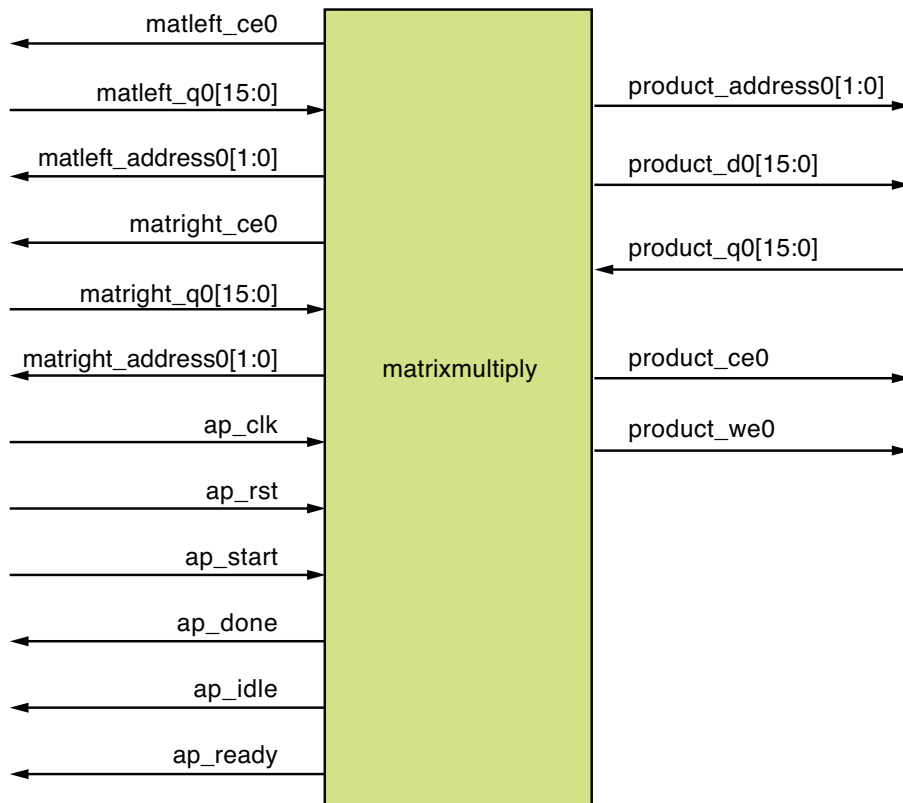 matleft_ce0
matleft_q0[15:0]
matleft_address0[1:0]
matright_ce0
matright_q0[15:0]
matright_address0[1:0]
ap_clk
ap_rst
ap_start
ap_done
ap_idle
ap_ready
matrixmultiply
product_address0[1:0]
product_d0[15:0]
product_q0[15:0]
product_ce0
product_we0